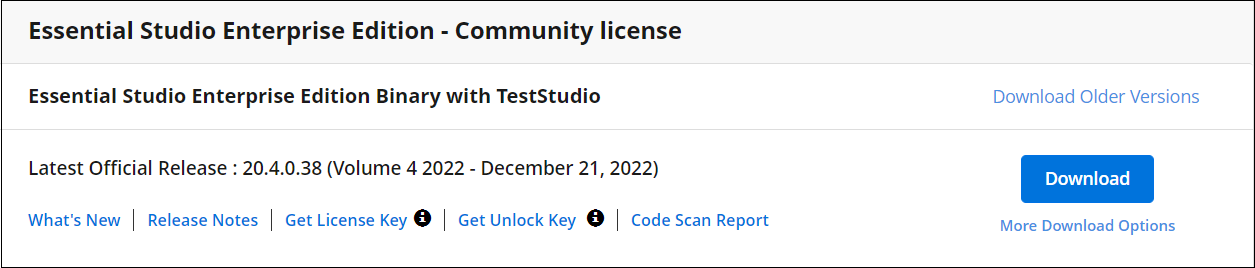 Essential Studio Enterprise Edition - Community license
Essential Studio Enterprise Edition Binary with TestStudio
Download Older Versions
Latest Official Release : 20.4.0.38 (Volume 4 2022 - December 21, 2022)
Download
What's New | Release Notes | Get License Key i | Get Unlock Key i | Code Scan Report
More Download Options